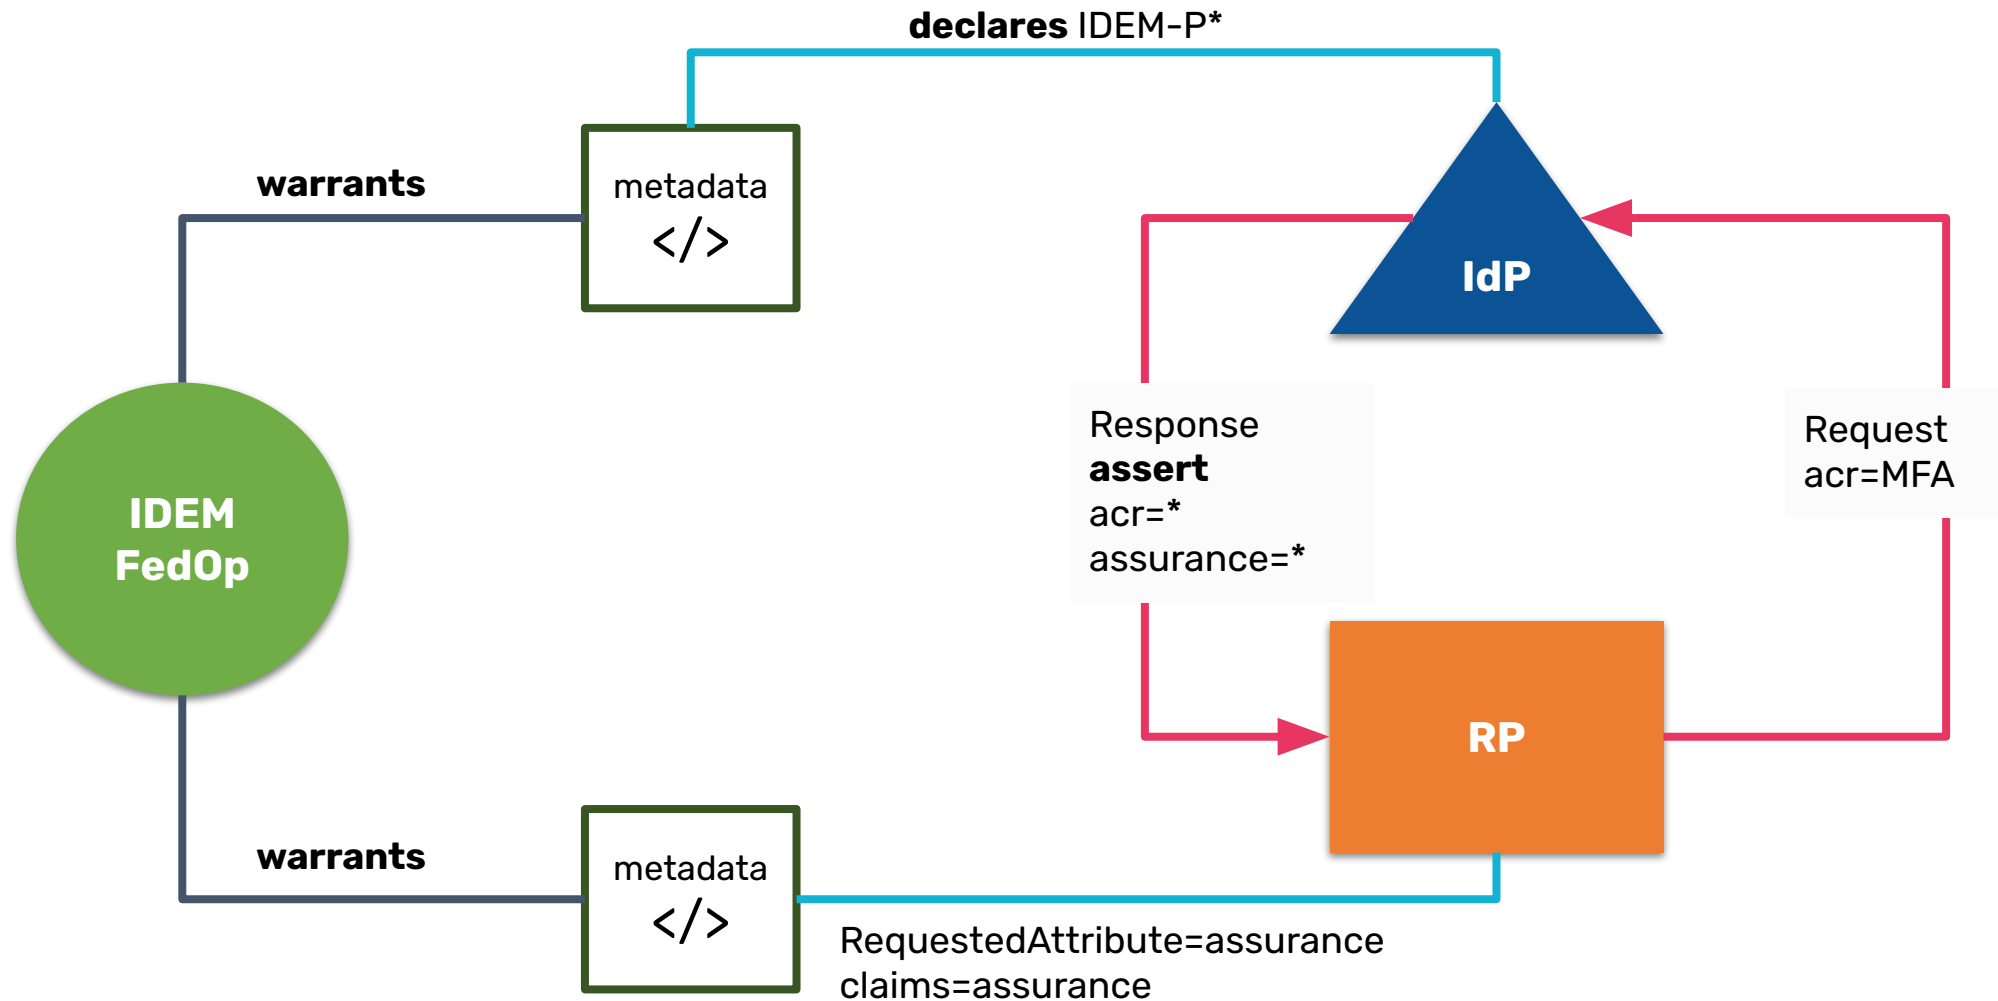 declares IDEM-P*
warrants
metadata
</>
IdP
Response
assert
acr=*
assurance=*
Request
acr=MFA
IDEM
FedOp
RP
warrants
metadata
</>
RequestedAttribute=assurance
claims=assurance